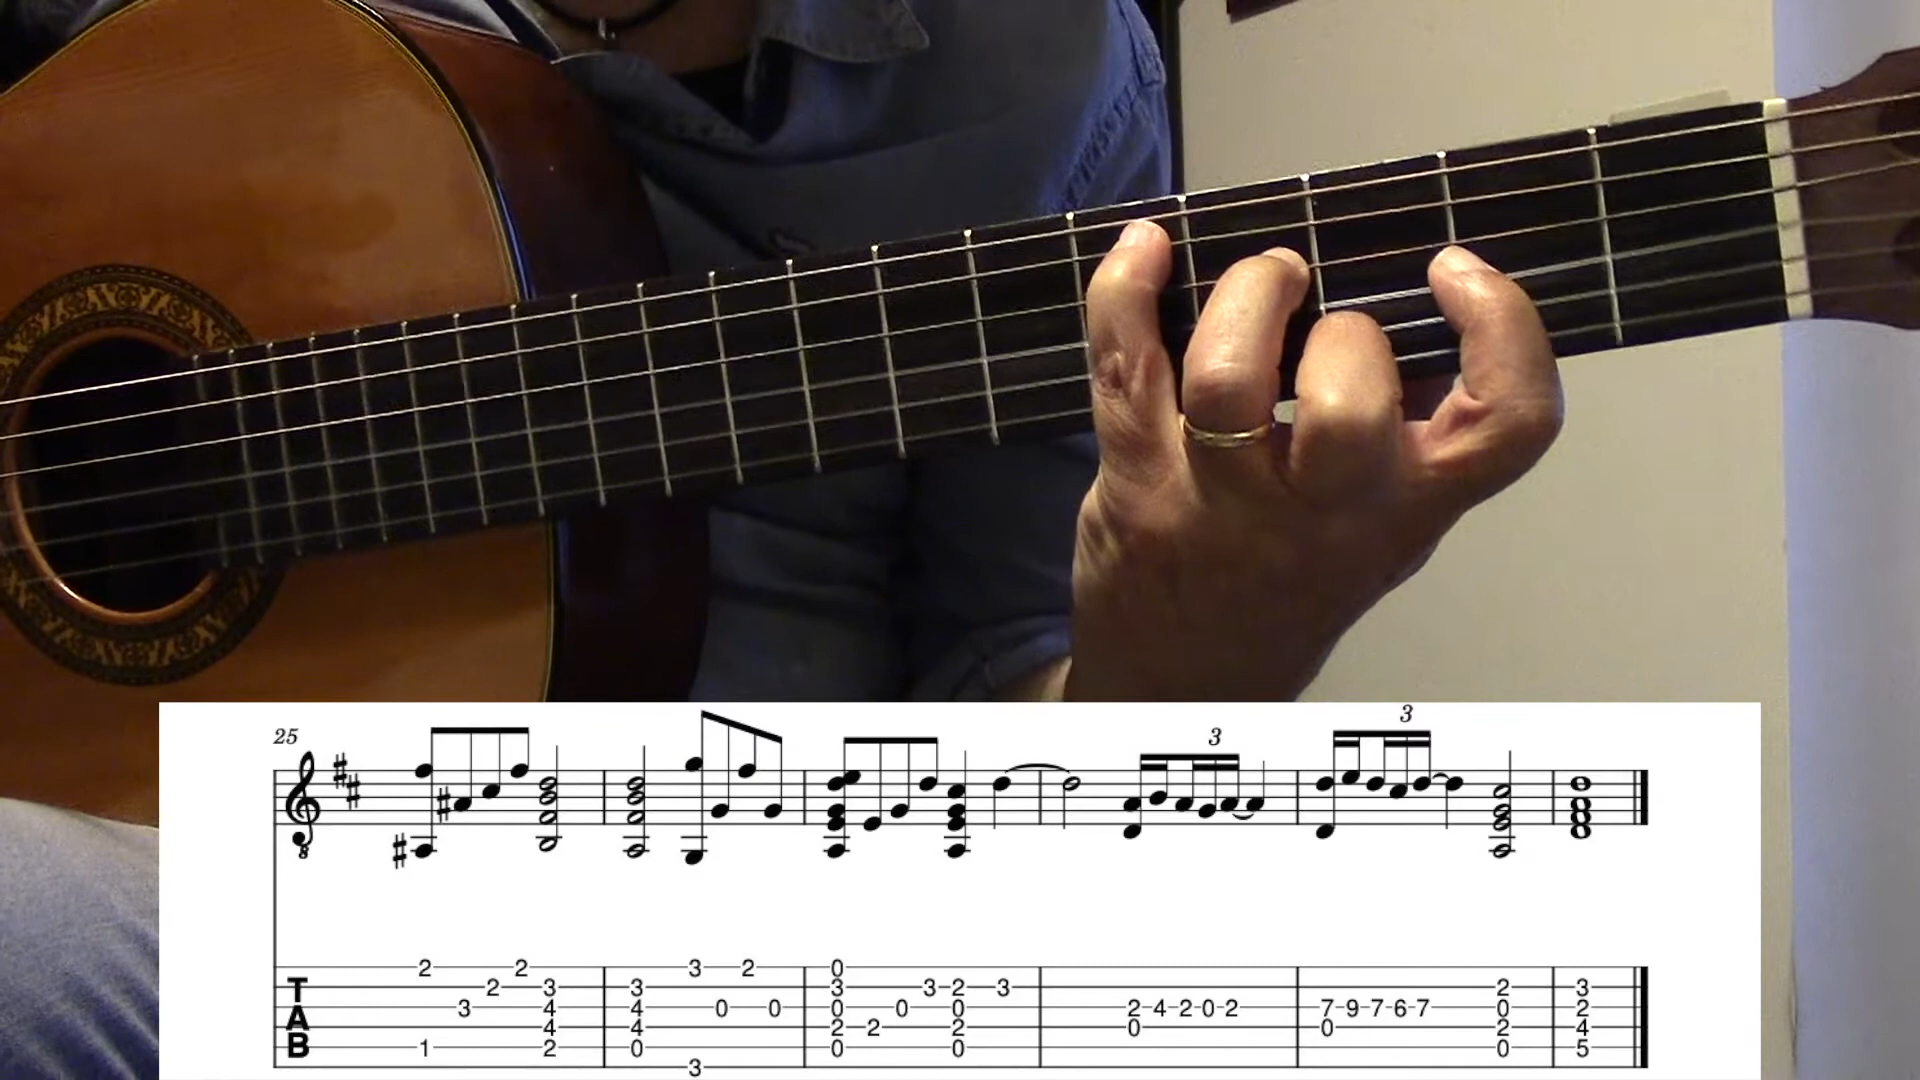 25
3
3
8
2 2 0
2 3 3 3 3 2 3 2 3
T 3 4 4 0 0 0 0 0 2-4-2-0-2 7-9-7-6-7 0 2
A 4 4 2 2 2 0 0 2 4
B 1 2 0 0 0 0 5
3 2
3